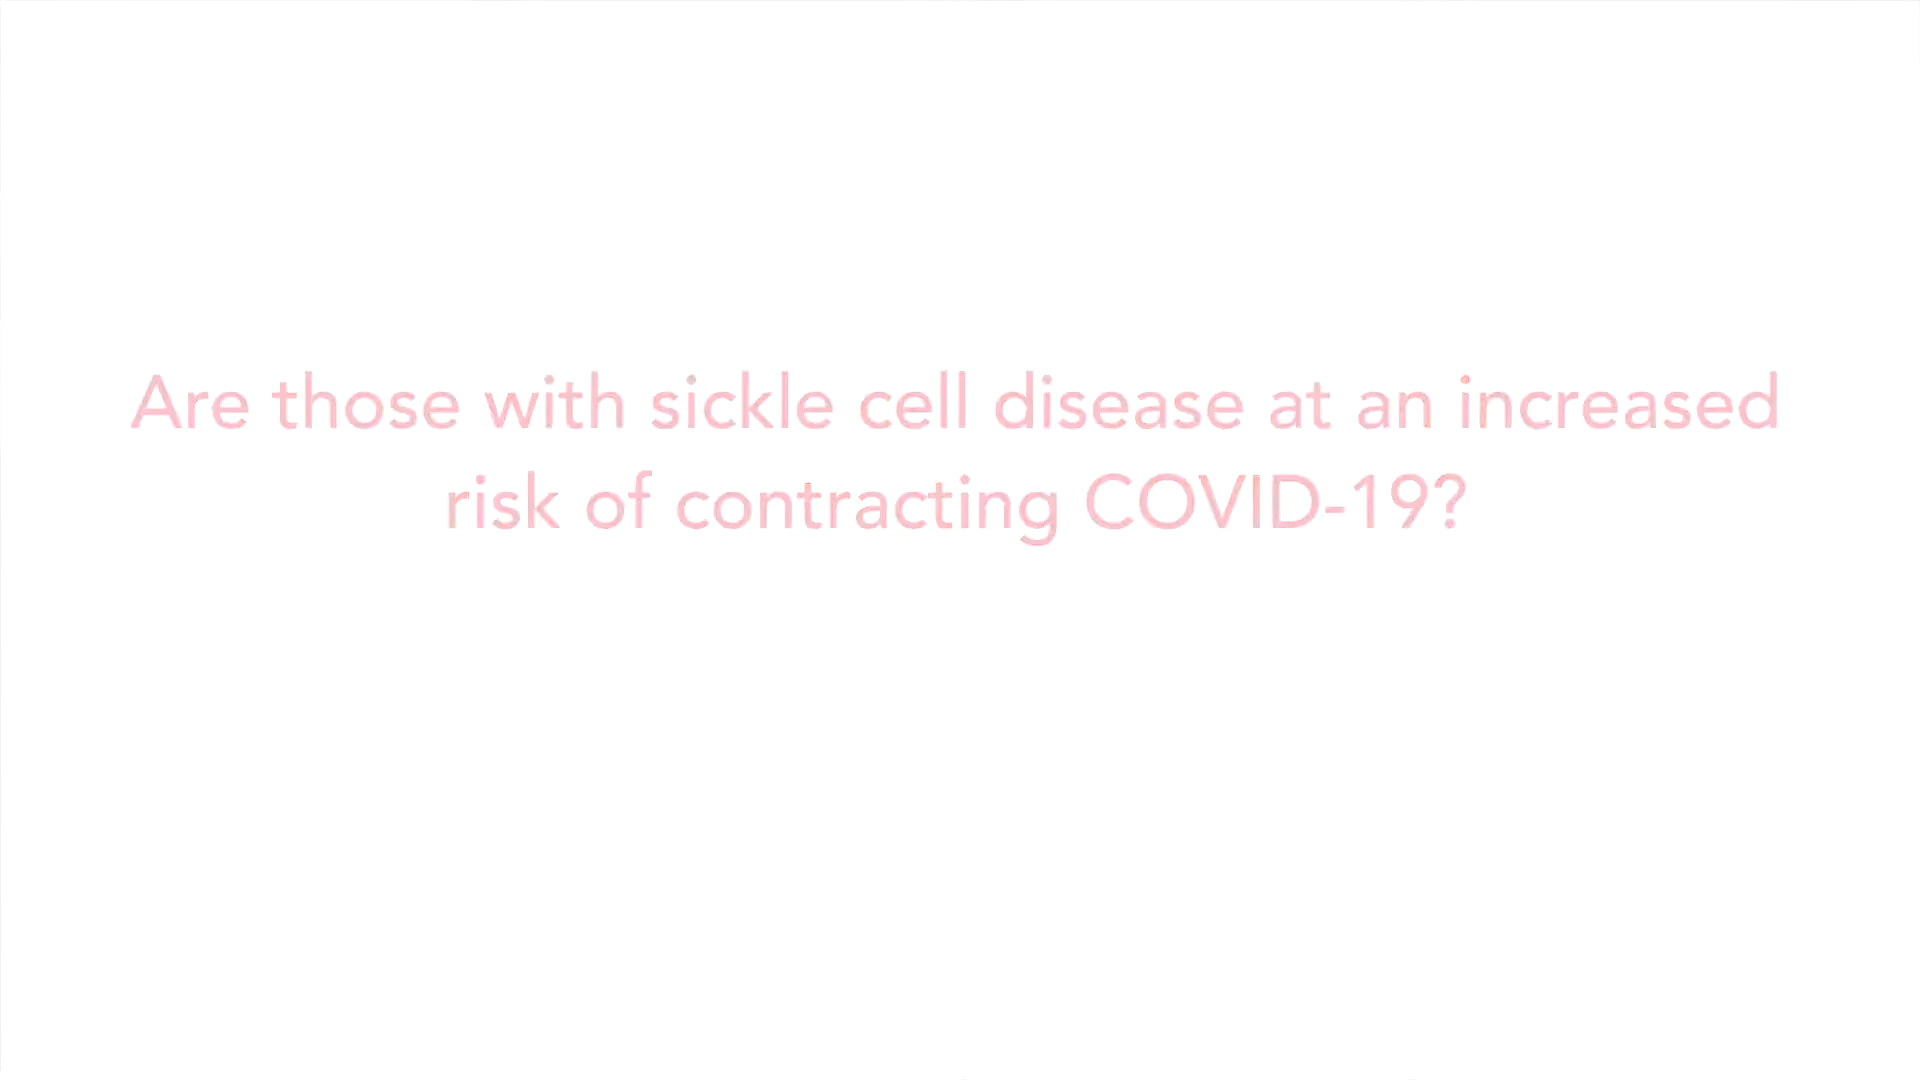 Are those with sickle cell disease at an increased
risk of contracting COVID-19?